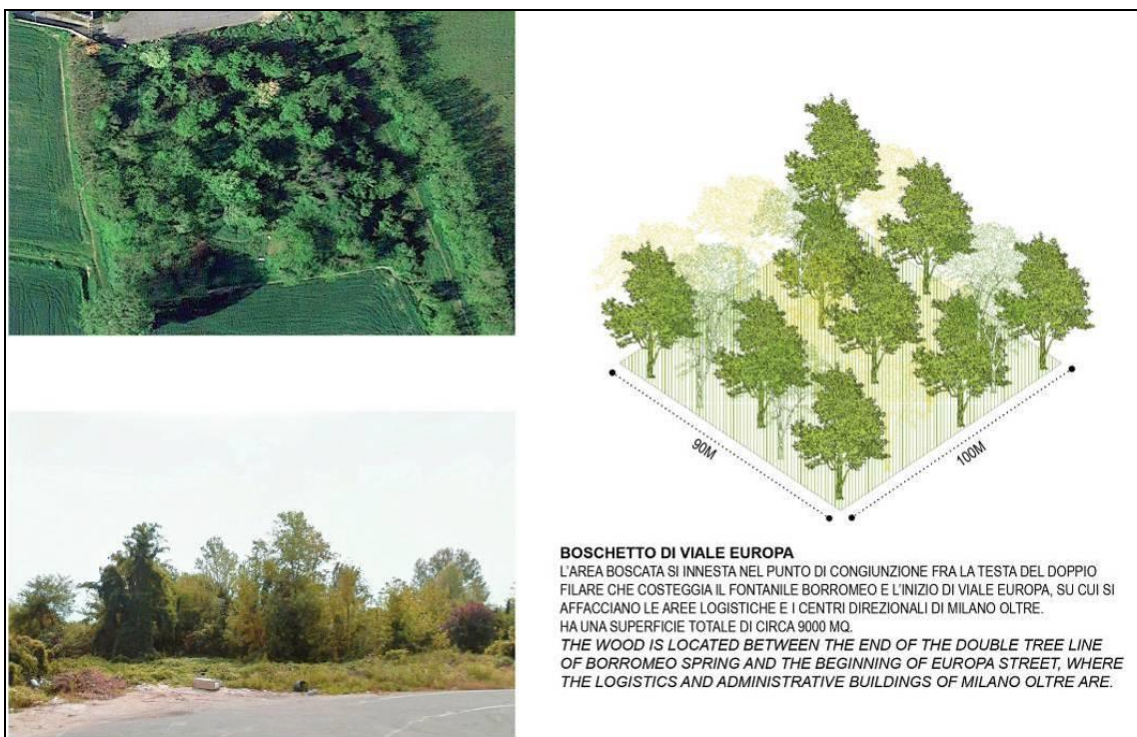 90M
100M
BOSCHETTO DI VIALE EUROPA
L'AREA BOSCATA SI INNESTA NEL PUNTO DI CONGIUNZIONE FRA LA TESTA DEL DOPPIO
FILARE CHE COSTEGGIA IL FONTANILE BORROMEO E L'INIZIO DI VIALE EUROPA, SU CUI SI
AFFACCIANO LE AREE LOGISTICHE E I CENTRI DIREZIONALI DI MILANO OLTRE.
HA UNA SUPERFICIE TOTALE DI CIRCA 9000 MQ.
THE WOOD IS LOCATED BETWEEN THE END OF THE DOUBLE TREE LINE
OF BORROMEO SPRING AND THE BEGINNING OF EUROPA STREET, WHERE
THE LOGISTICS AND ADMINISTRATIVE BUILDINGS OF MILANO OLTRE ARE.